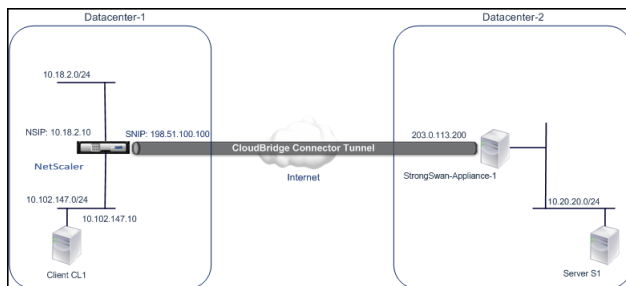 Datacenter-1
Datacenter-2
10.18.2.0/24
NSIP: 10.18.2.10
SNIP: 198.51.100.100
NetScaler
CloudBridge Connector Tunnel
Internet
203.0.113.200
StrongSwan-Appliance-1
10.102.147.0/24
10.102.147.10
Client CL1
10.20.20.0/24
Server S1